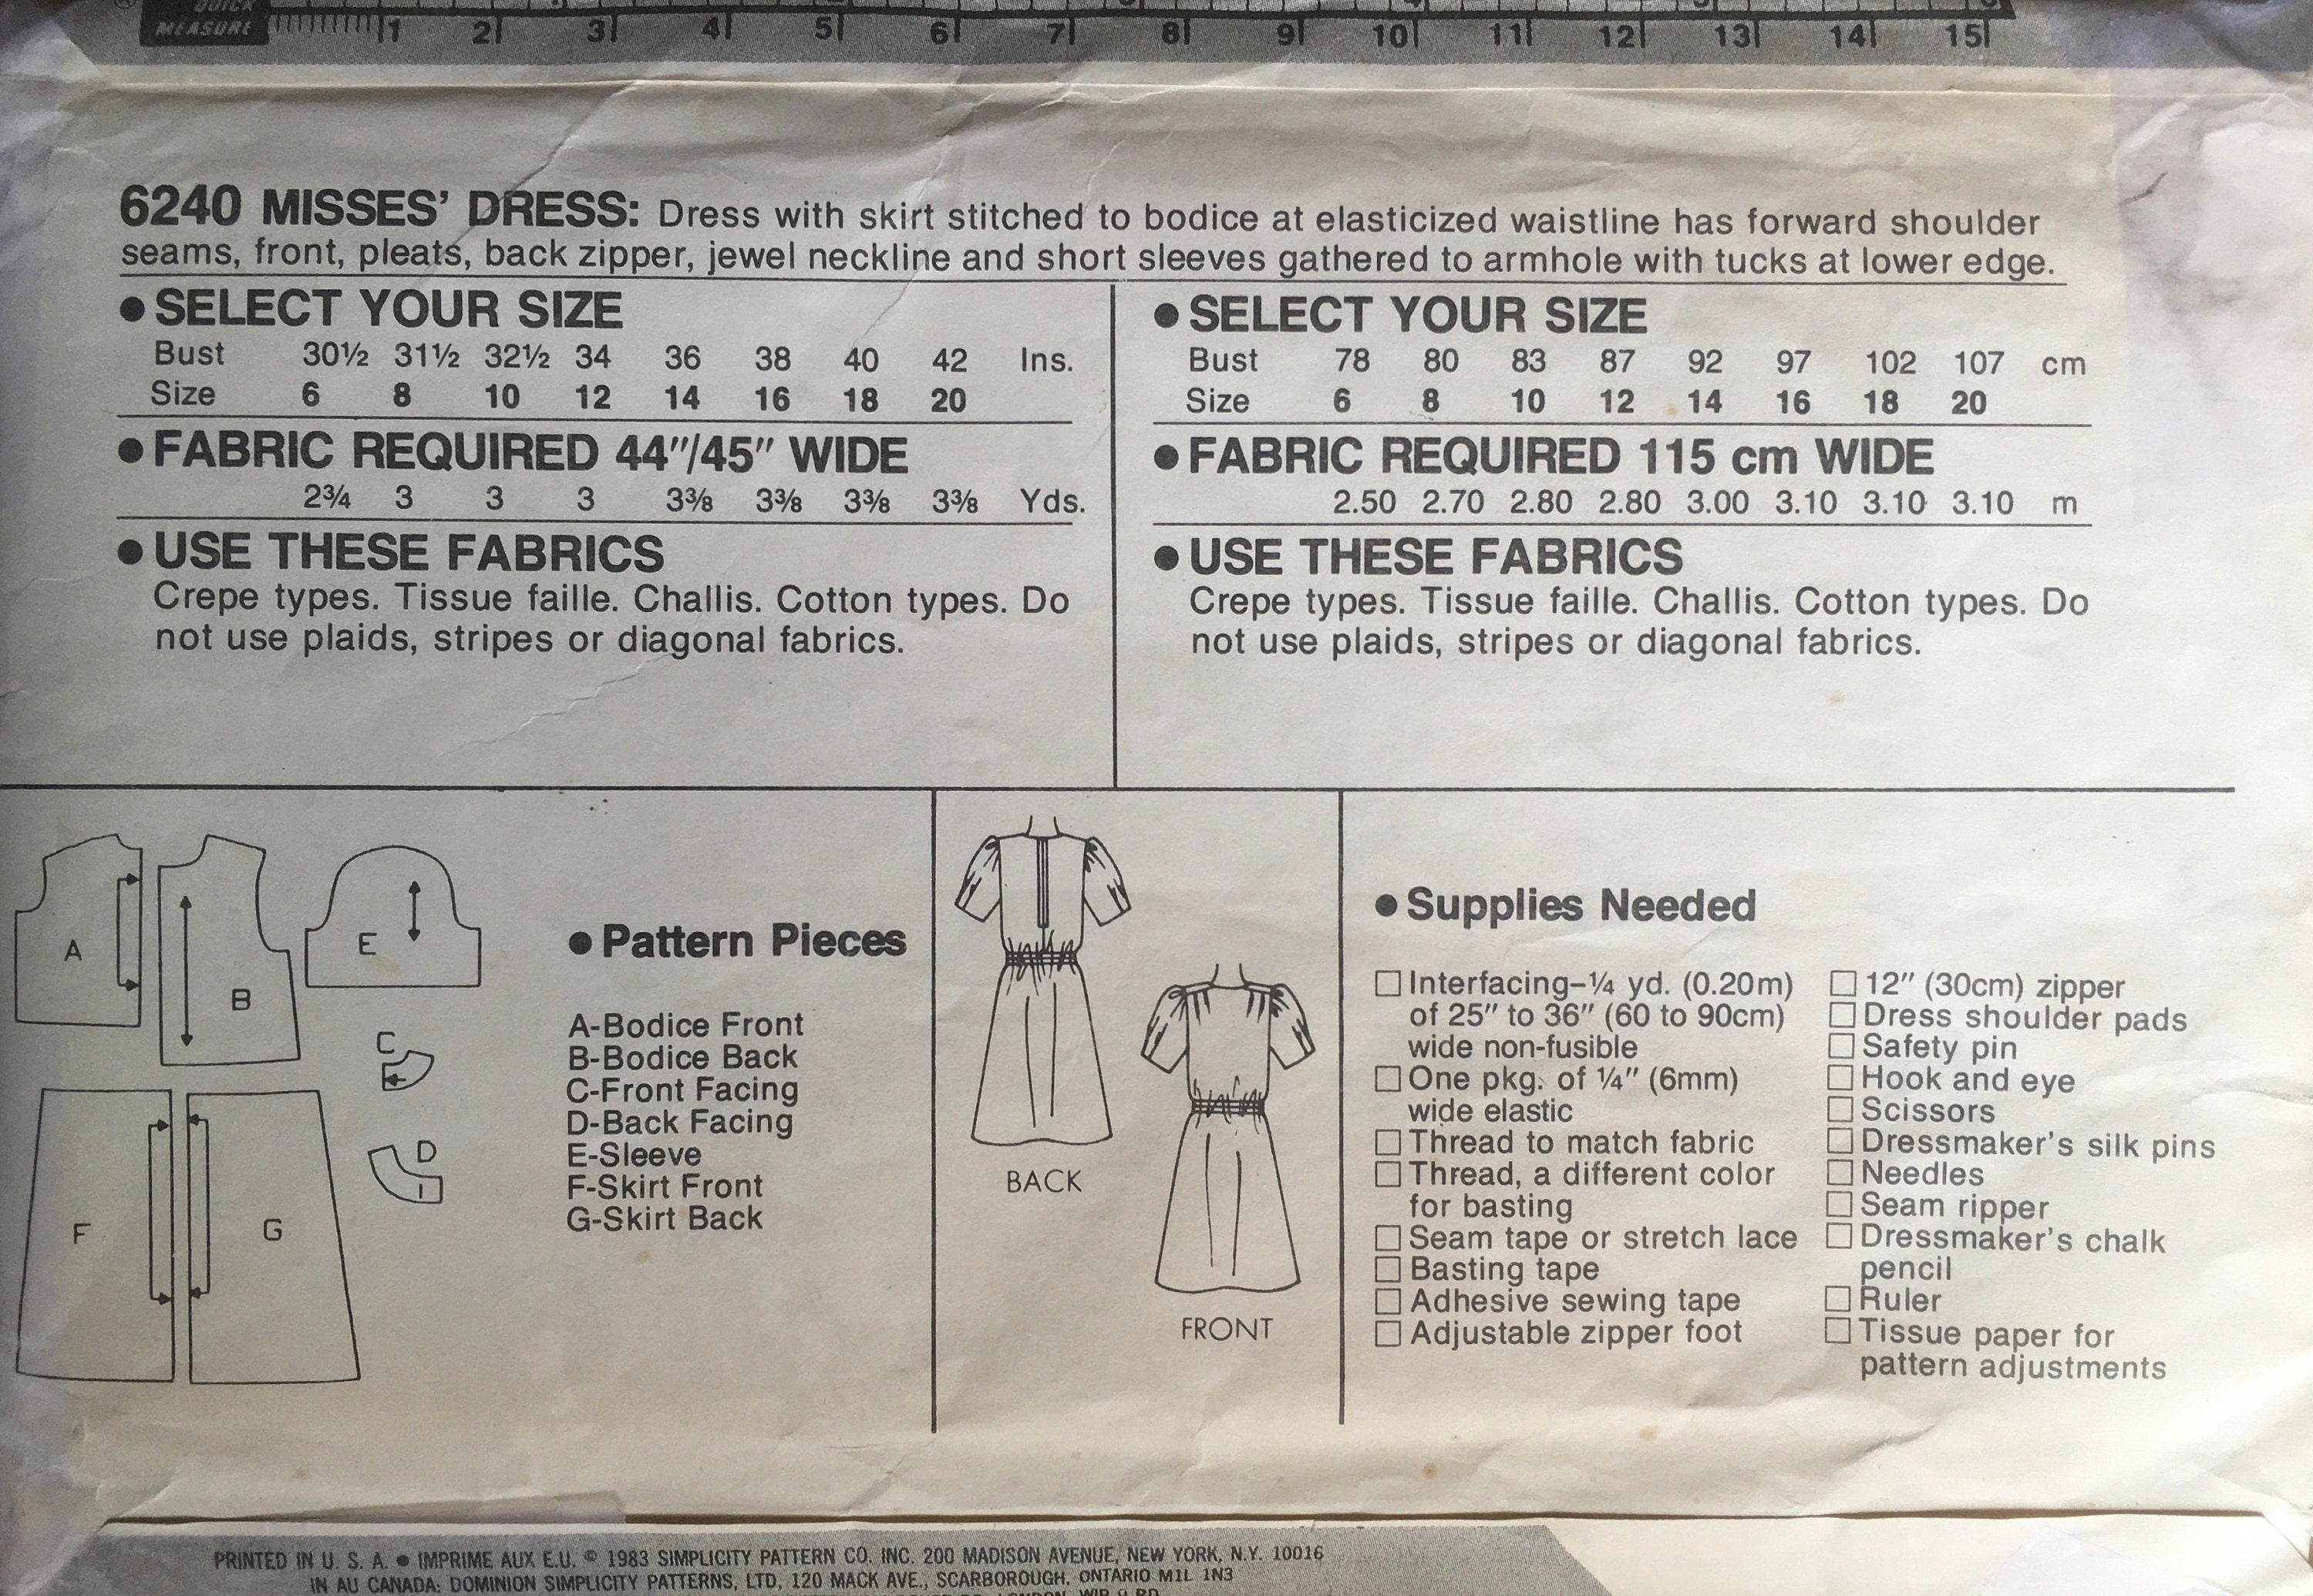 QUICK
MEASURE
1 2 3 4 5 6 7 8 9 10 11 12 13 14 15
6240 MISSES' DRESS: Dress with skirt stitched to bodice at elasticized waistline has forward shoulder
seams, front, pleats, back zipper, jewel neckline and short sleeves gathered to armhole with tucks at lower edge.
● SELECT YOUR SIZE
Bust 30½ 31½ 32½ 34 36 38 40 42 Ins.
Size 6 8 10 12 14 16 18 20
● FABRIC REQUIRED 44"/45" WIDE
2¾ 3 3 3 3⅜ 3⅜ 3⅜ 3⅜ Yds.
● USE THESE FABRICS
Crepe types. Tissue faille. Challis. Cotton types. Do
not use plaids, stripes or diagonal fabrics.
● SELECT YOUR SIZE
Bust 78 80 83 87 92 97 102 107 cm
Size 6 8 10 12 14 16 18 20
● FABRIC REQUIRED 115 cm WIDE
2.50 2.70 2.80 2.80 3.00 3.10 3.10 3.10 m
● USE THESE FABRICS
Crepe types. Tissue faille. Challis. Cotton types. Do
not use plaids, stripes or diagonal fabrics.
A
B
E
C
D
F
G
● Pattern Pieces
A-Bodice Front
B-Bodice Back
C-Front Facing
D-Back Facing
E-Sleeve
F-Skirt Front
G-Skirt Back
BACK
FRONT
● Supplies Needed
□ Interfacing–¼ yd. (0.20m)
of 25" to 36" (60 to 90cm)
wide non-fusible
□ One pkg. of ¼" (6mm)
wide elastic
□ Thread to match fabric
□ Thread, a different color
for basting
□ Seam tape or stretch lace
□ Basting tape
□ Adhesive sewing tape
□ Adjustable zipper foot
□ 12" (30cm) zipper
□ Dress shoulder pads
□ Safety pin
□ Hook and eye
□ Scissors
□ Dressmaker's silk pins
□ Needles
□ Seam ripper
□ Dressmaker's chalk
pencil
□ Ruler
□ Tissue paper for
pattern adjustments
PRINTED IN U. S. A. ● IMPRIME AUX E.U. © 1983 SIMPLICITY PATTERN CO. INC. 200 MADISON AVENUE, NEW YORK, N.Y. 10016
IN AU CANADA: DOMINION SIMPLICITY PATTERNS, LTD, 120 MACK AVE., SCARBOROUGH, ONTARIO M1L 1N3